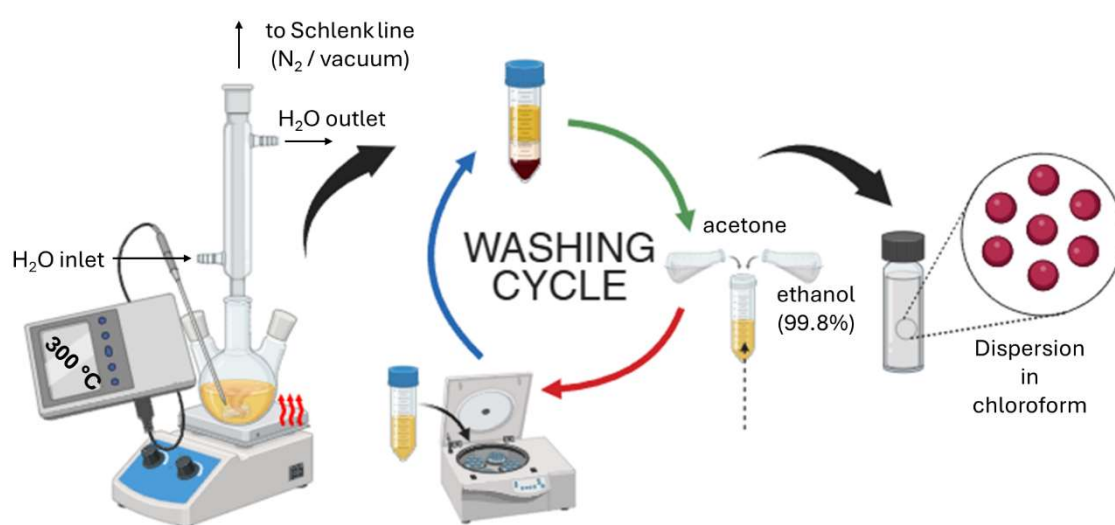 to Schlenk line
(N₂ / vacuum)
H₂O outlet
H₂O inlet
300 °C
WASHING
CYCLE
acetone
ethanol
(99.8%)
Dispersion
in
chloroform